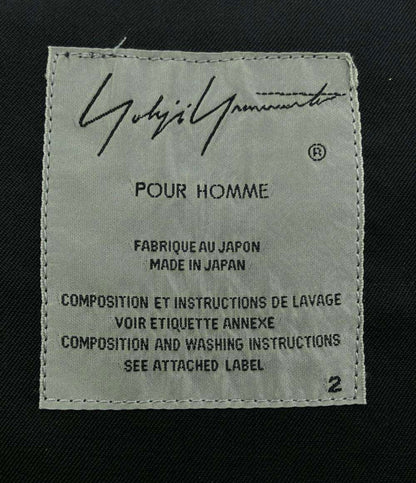 Yohji Yamamoto
®
POUR HOMME
FABRIQUE AU JAPON
MADE IN JAPAN
COMPOSITION ET INSTRUCTIONS DE LAVAGE
VOIR ETIQUETTE ANNEXE
COMPOSITION AND WASHING INSTRUCTIONS
SEE ATTACHED LABEL
2